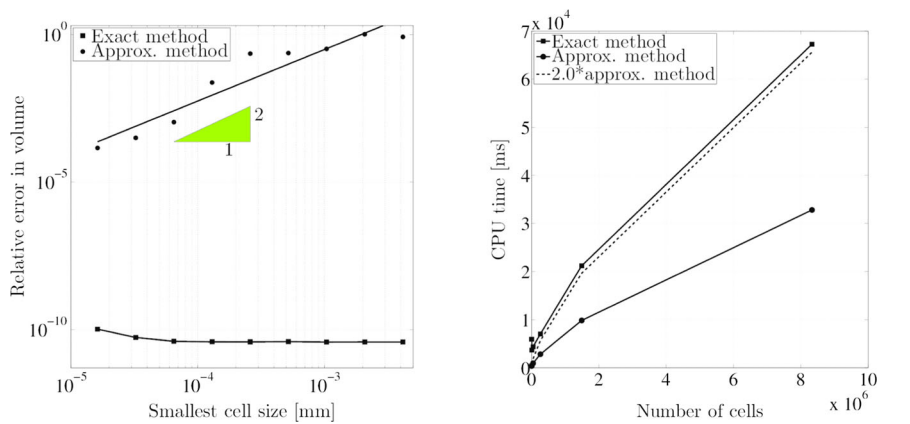 10^0
10^-5
10^-10
Relative error in volume
Exact method
Approx. method
2
1
10^-5
10^-4
10^-3
Smallest cell size [mm]
7 x 10^4
6
5
4
3
2
1
0
CPU time [ms]
Exact method
Approx. method
2.0*approx. method
0
2
4
6
8
10
x 10^6
Number of cells